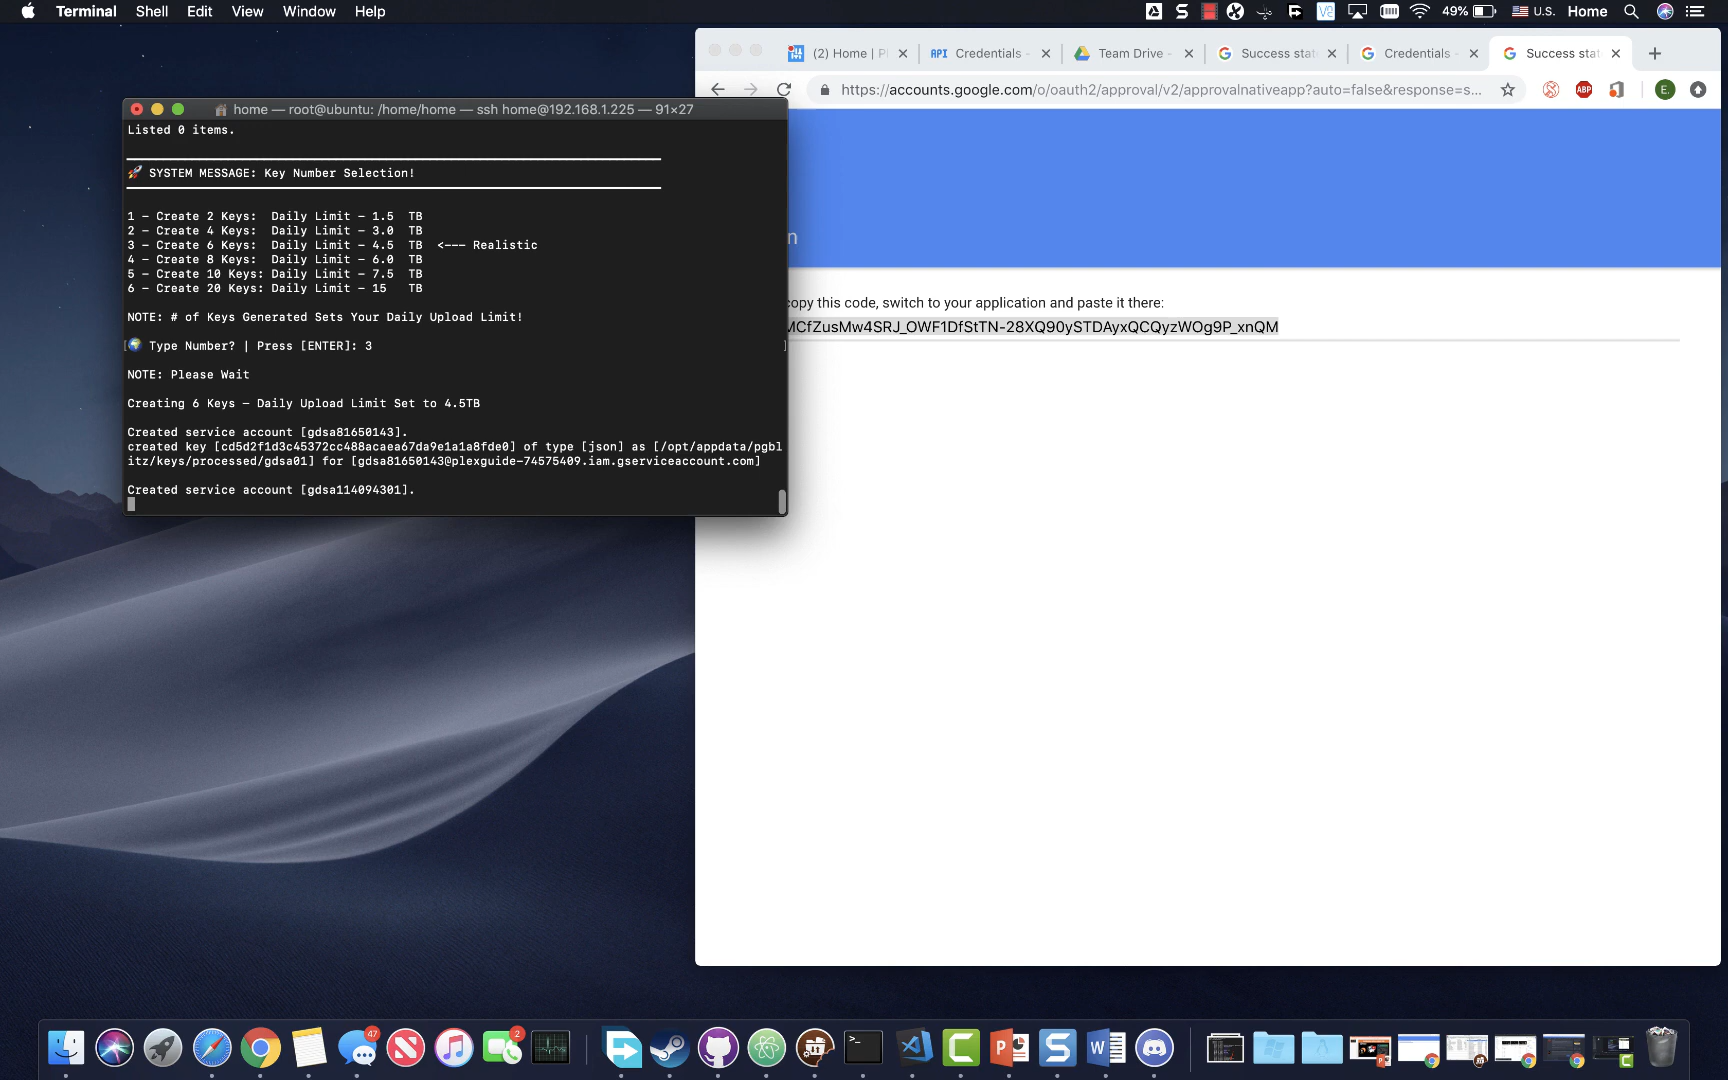 Terminal Shell Edit View Window Help
49% U.S. Home
(2) Home | Pl
API Credentials -
Team Drive -
Success stat
Credentials -
Success stat
https://accounts.google.com/o/oauth2/approval/v2/approvalnativeapp?auto=false&response=s...
ABP
E.
home — root@ubuntu: /home/home — ssh home@192.168.1.225 — 91×27
Listed 0 items.
🚀 SYSTEM MESSAGE: Key Number Selection!
1 - Create 2 Keys: Daily Limit - 1.5 TB
2 - Create 4 Keys: Daily Limit - 3.0 TB
3 - Create 6 Keys: Daily Limit - 4.5 TB <--- Realistic
4 - Create 8 Keys: Daily Limit - 6.0 TB
5 - Create 10 Keys: Daily Limit - 7.5 TB
6 - Create 20 Keys: Daily Limit - 15 TB
NOTE: # of Keys Generated Sets Your Daily Upload Limit!
[🌍 Type Number? | Press [ENTER]: 3 ]
NOTE: Please Wait
Creating 6 Keys - Daily Upload Limit Set to 4.5TB
Created service account [gdsa81650143].
created key [cd5d2f1d3c45372cc488acaea67da9e1a1a8fde0] of type [json] as [/opt/appdata/pgbl
itz/keys/processed/gdsa01] for [gdsa81650143@plexguide-74575409.iam.gserviceaccount.com]
Created service account [gdsa114094301].
n
copy this code, switch to your application and paste it there:
MCfZusMw4SRJ_OWF1DfStTN-28XQ90ySTDAyxQCQyzWOg9P_xnQM
47
2